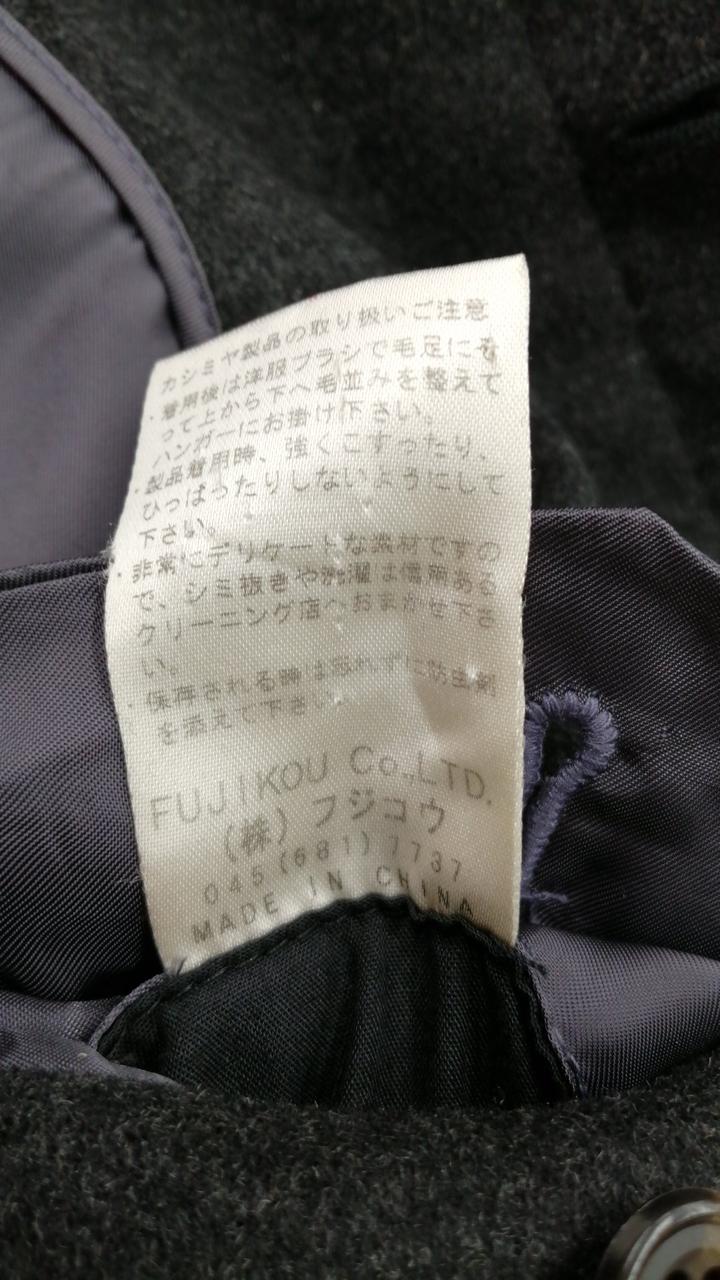 カシミヤ製品の取り扱いご注意
・着用後は洋服ブラシで毛足にそ
って上から下へ毛並みを整えて
ハンガーにお掛け下さい。
・製品着用時、強くこすったり、
ひっぱったりしないようにして
下さい。
・非常にデリケートな素材ですの
で、シミ抜きや洗濯は信用ある
クリーニング店へおまかせ下さ
い。
・保存される時は忘れずに防虫剤
を添えて下さい。
FUJIKOU Co.,LTD.
(株)フジコウ
045(681)7737
MADE IN CHINA